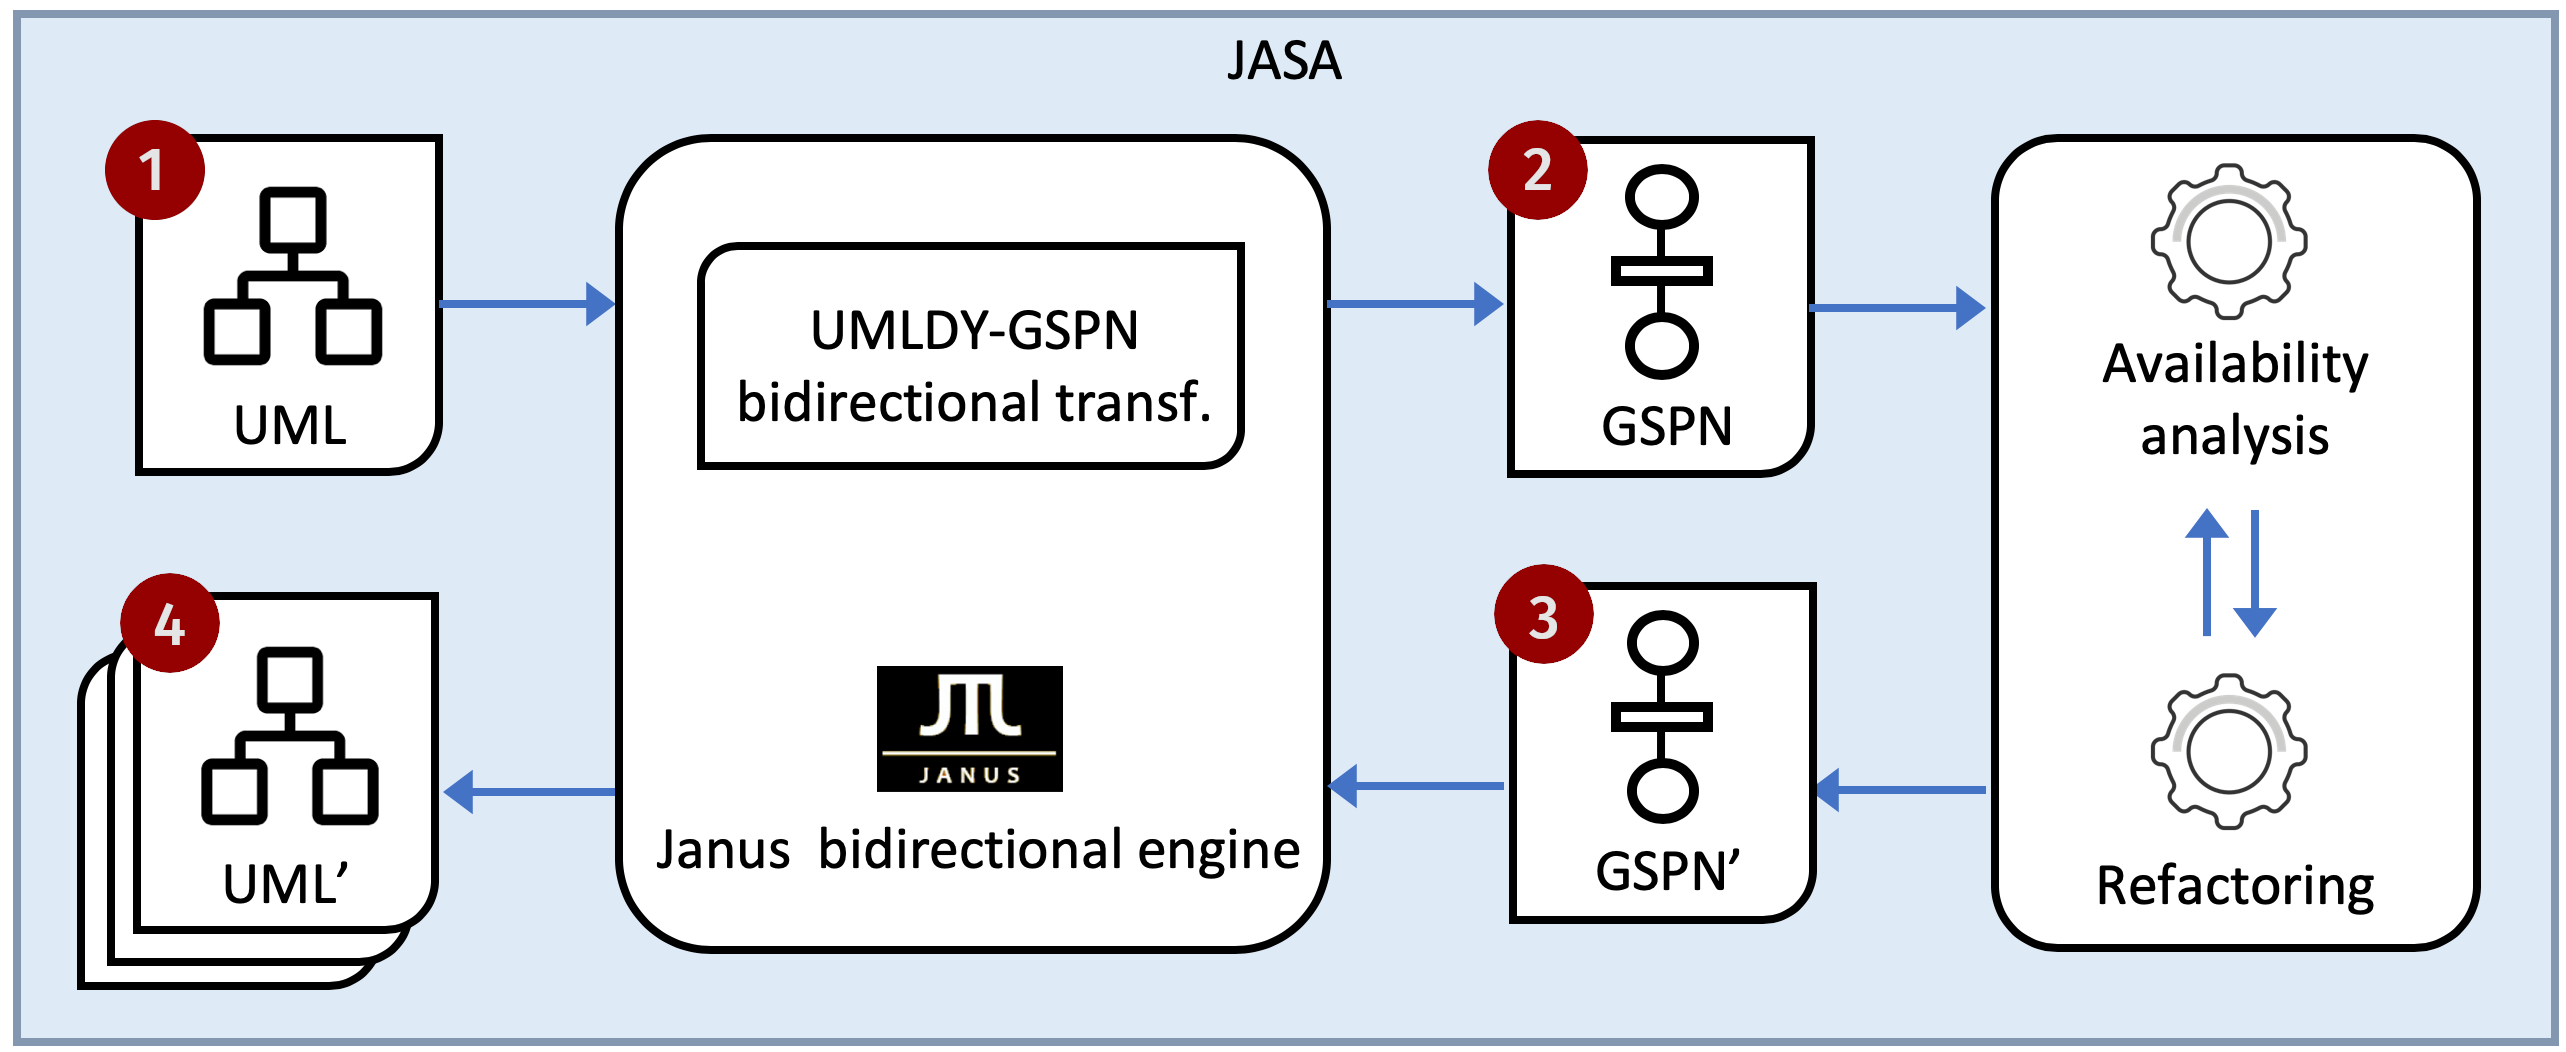 JASA
1
UML
UMLDY-GSPN
bidirectional transf.
2
GSPN
Availability
analysis
4
UML’
JTL
JANUS
Janus bidirectional engine
3
GSPN’
Refactoring